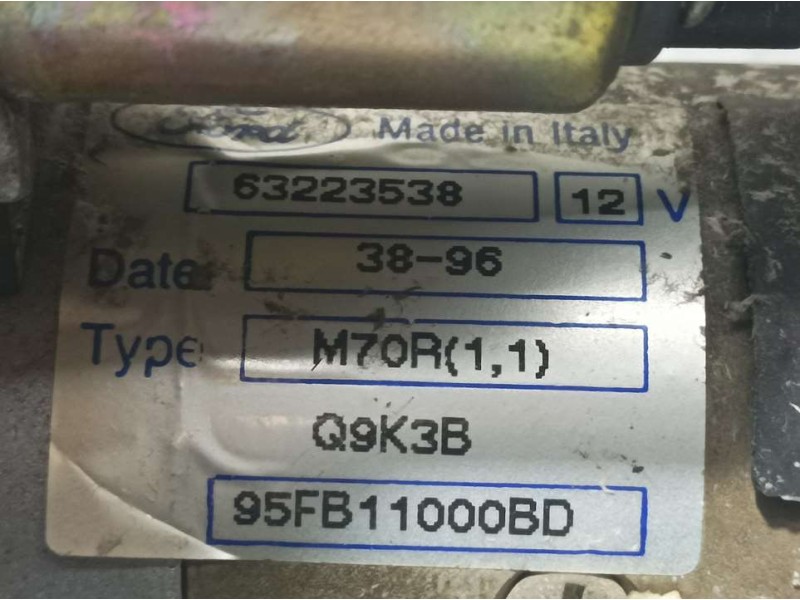 Ford Made in Italy
63223538 12 V
Date 38-96
Type M70R(1,1)
Q9K3B
95FB11000BD